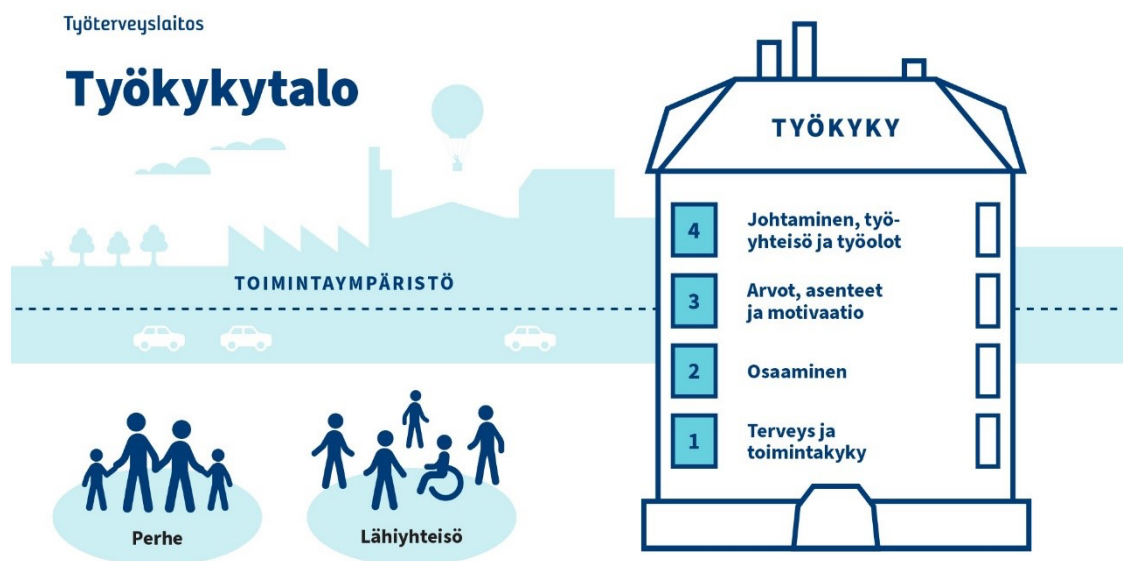 Työterveyslaitos
Työkykytalo
TOIMINTAYMPÄRISTÖ
Perhe
Lähiyhteisö
TYÖKYKY
4
Johtaminen, työ-
yhteisö ja työolot
3
Arvot, asenteet
ja motivaatio
2
Osaaminen
1
Terveys ja
toimintakyky